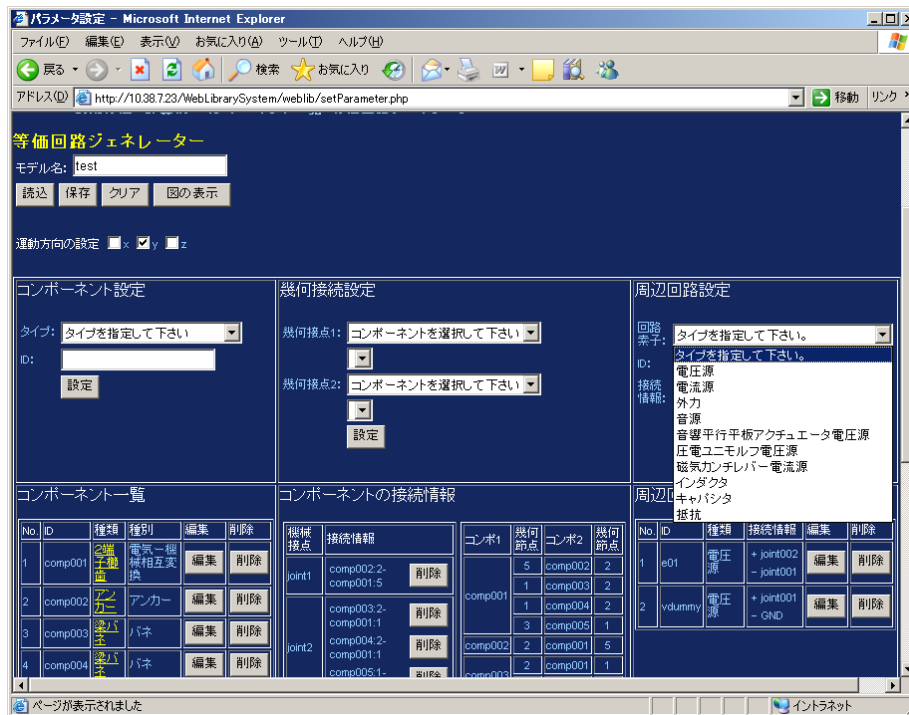 パラメータ設定 - Microsoft Internet Explorer
ファイル(F) 編集(E) 表示(V) お気に入り(A) ツール(T) ヘルプ(H)
戻る 検索 お気に入り
アドレス(D) http://10.38.7.23/WebLibrarySystem/weblib/setParameter.php 移動 リンク
等価回路ジェネレーター
モデル名: test
読込 保存 クリア 図の表示
運動方向の設定 x y z
コンポーネント設定
タイプ: タイプを指定して下さい
ID:
設定
幾何接続設定
幾何接点1: コンポーネントを選択して下さい
幾何接点2: コンポーネントを選択して下さい
設定
周辺回路設定
回路素子: タイプを指定して下さい。
ID:
接続情報:
タイプを指定して下さい。
電圧源
電流源
外力
音源
音響平行平板アクチュエータ電圧源
圧電ユニモルフ電圧源
磁気カンチレバー電流源
インダクタ
キャパシタ
抵抗
コンポーネント一覧
No. ID 種類 種別 編集 削除
1 comp001 2端子櫛歯 電気ー機械相互変換 編集 削除
2 comp002 アンカー アンカー 編集 削除
3 comp003 梁バネ バネ 編集 削除
4 comp004 梁バネ バネ 編集 削除
コンポーネントの接続情報
機械接点 接続情報
joint1 comp002:2-comp001:5 削除
joint2 comp003:2-comp001:1 削除
comp004:2-comp001:1 削除
comp005:1- 削除
コンポ1 幾何節点 コンポ2 幾何節点
comp001 5 comp002 2
1 comp003 2
1 comp004 2
3 comp005 1
comp002 2 comp001 5
comp003 2 comp001 1
周辺
No. ID 種類 接続情報 編集 削除
1 e01 電圧源 + joint002 - joint001 編集 削除
2 vdummy 電圧源 + joint001 - GND 編集 削除
ページが表示されました イントラネット